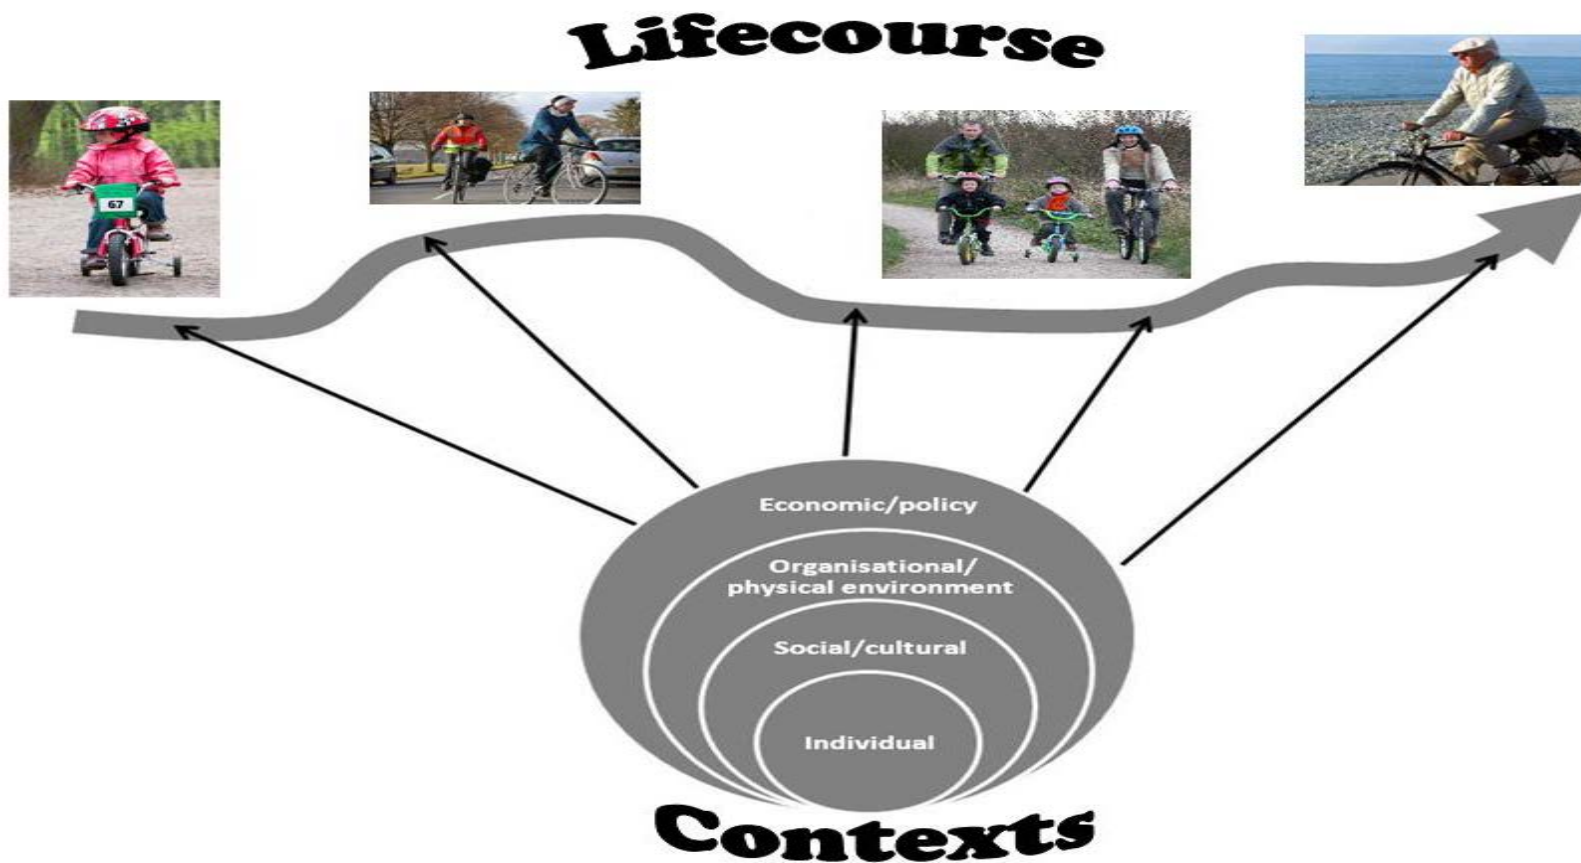 Lifecourse
67
Economic/policy
Organisational/
physical environment
Social/cultural
Individual
Contexts